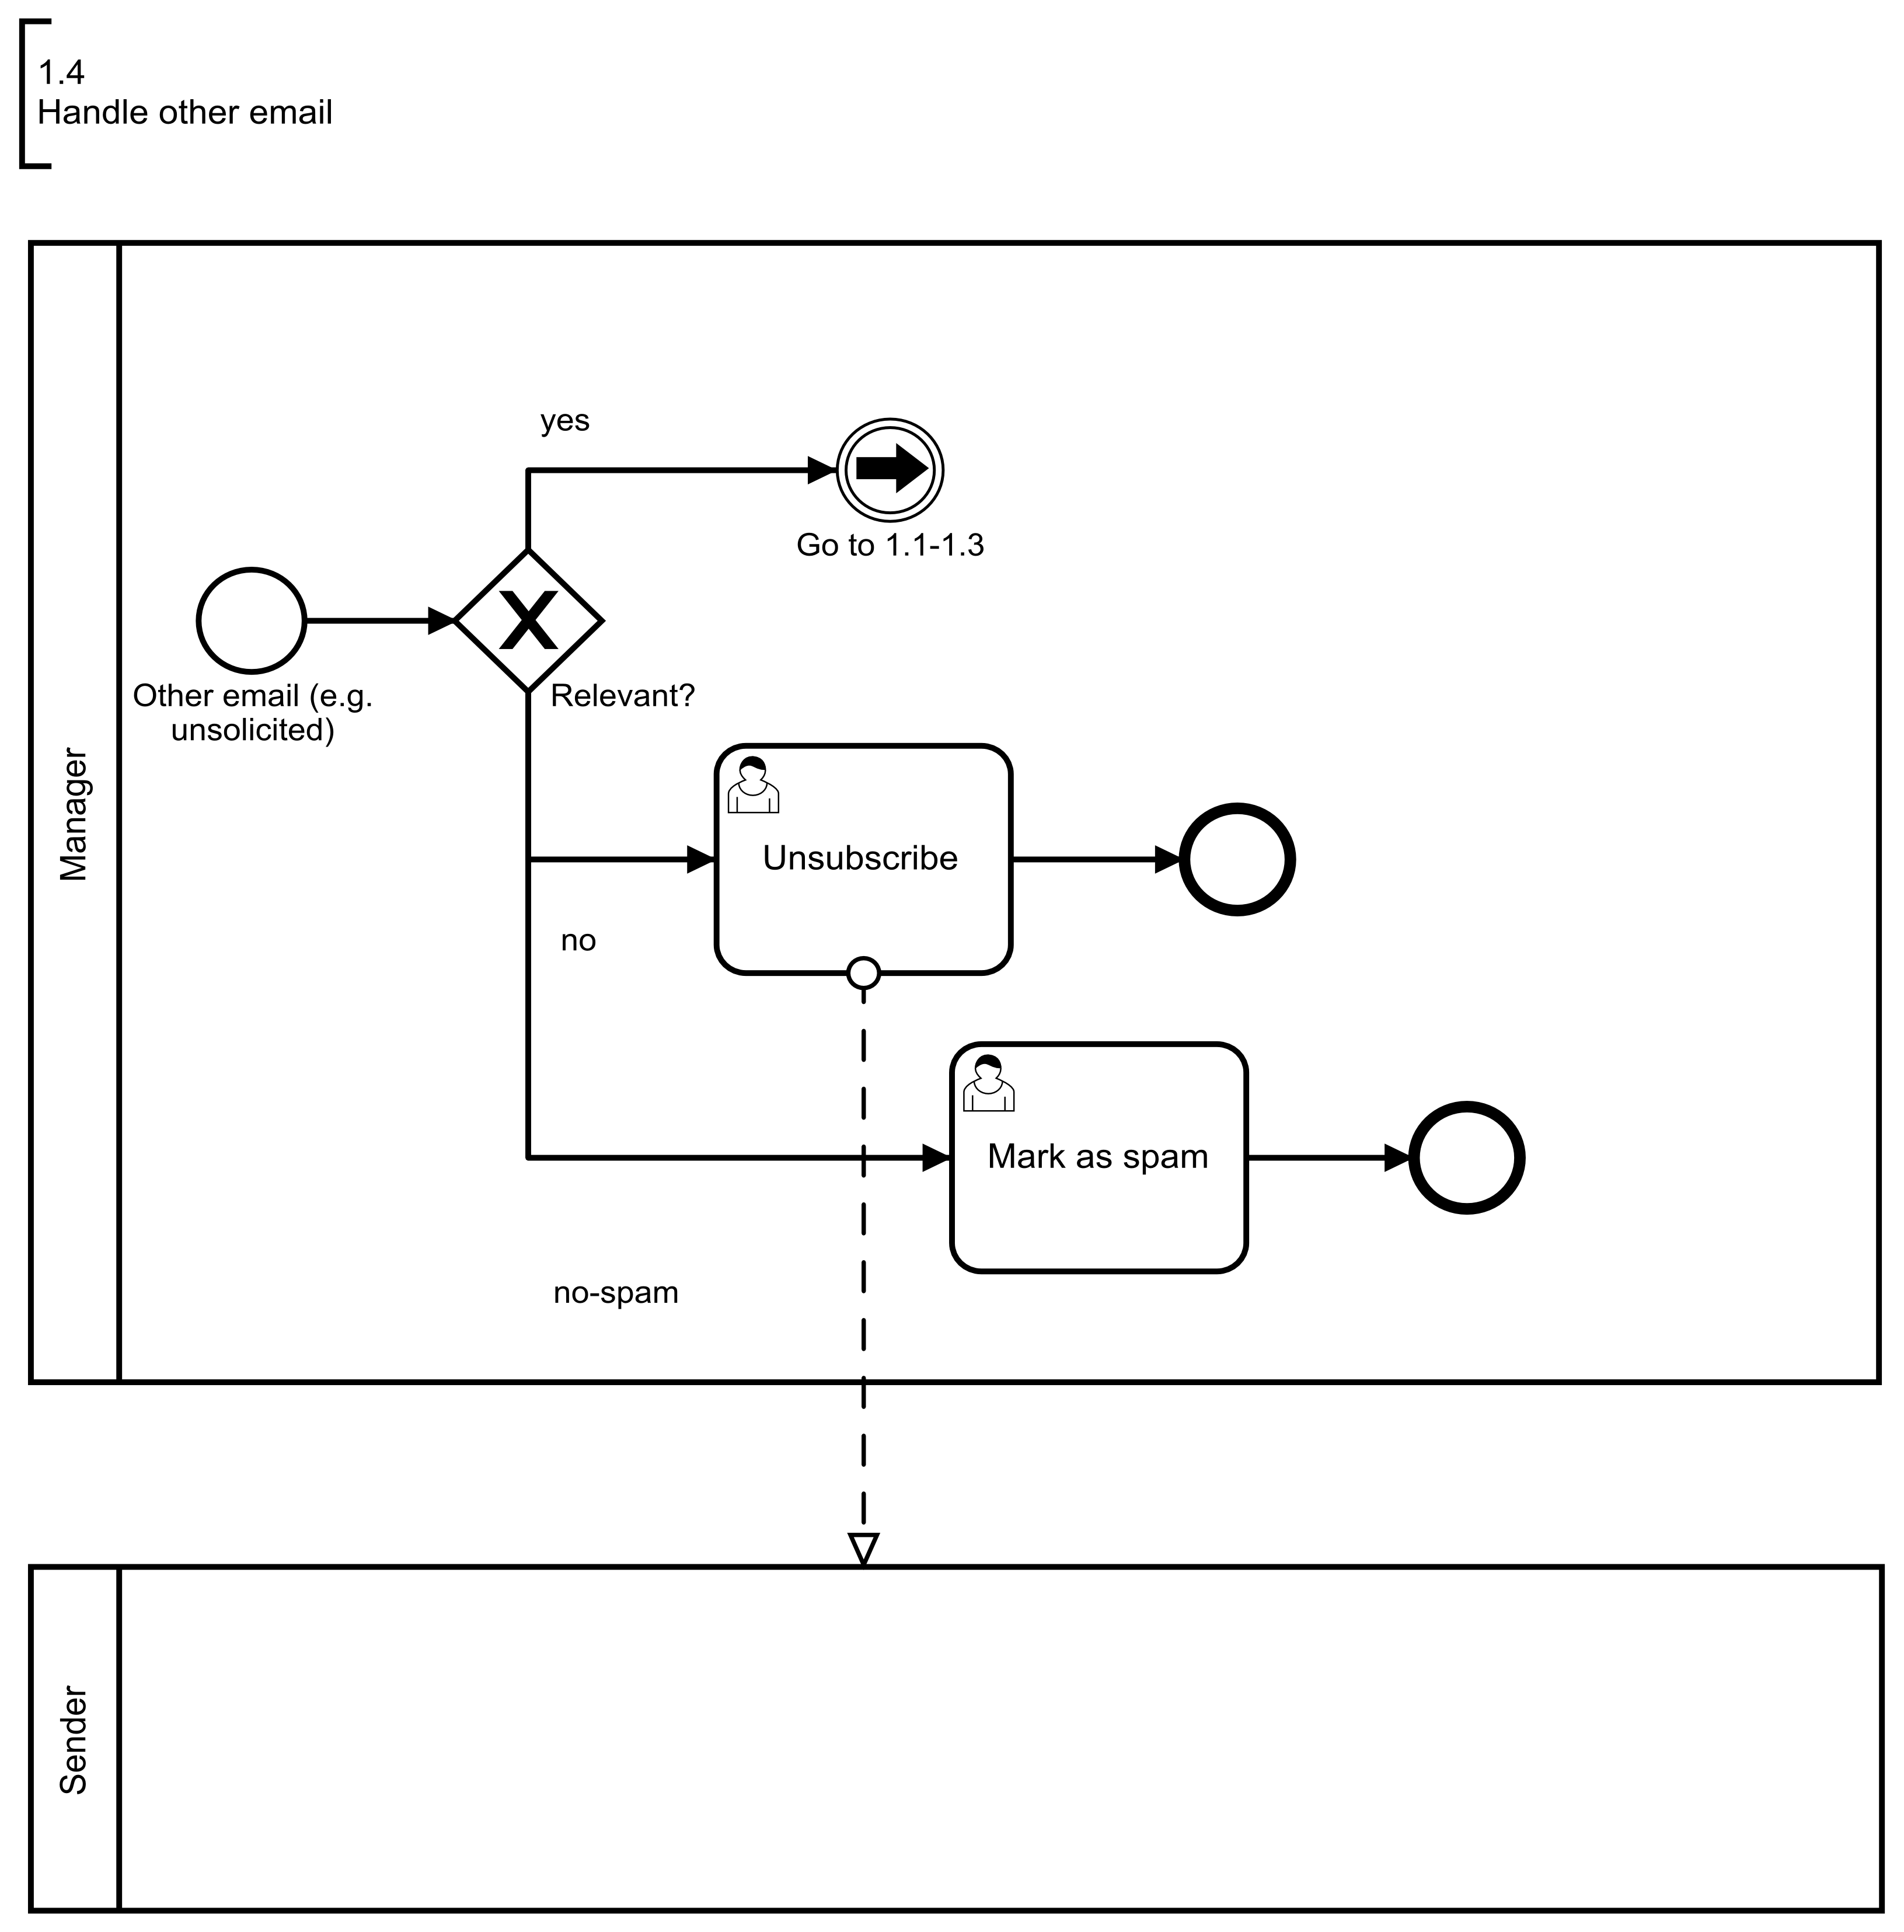 1.4
Handle other email
Manager
yes
Go to 1.1-1.3
Other email (e.g.
unsolicited)
Relevant?
Unsubscribe
no
Mark as spam
no-spam
Sender